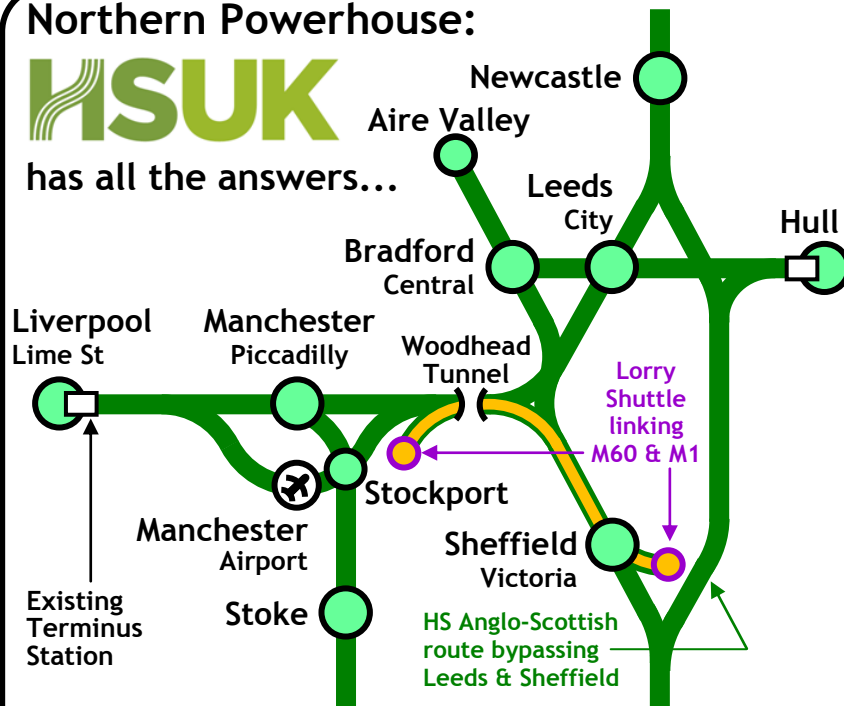 Northern Powerhouse:
HSUK
has all the answers...
Newcastle
Aire Valley
Leeds
City
Hull
Bradford
Central
Liverpool
Lime St
Manchester
Piccadilly
Woodhead
Tunnel
Lorry
Shuttle
linking
M60 & M1
Stockport
Manchester
Airport
Sheffield
Victoria
Existing
Terminus
Station
Stoke
HS Anglo-Scottish
route bypassing
Leeds & Sheffield